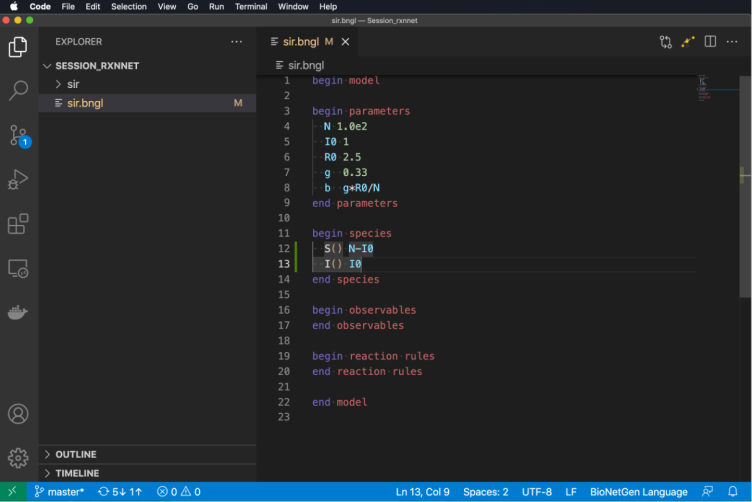 Code File Edit Selection View Go Run Terminal Window Help
sir.bngl — Session_rxnnet
EXPLORER ···
SESSION_RXNNET
sir
sir.bngl M
sir.bngl M
sir.bngl
1 begin model
2
3 begin parameters
4 N 1.0e2
5 I0 1
6 R0 2.5
7 g 0.33
8 b g*R0/N
9 end parameters
10
11 begin species
12 S() N-I0
13 I() I0
14 end species
15
16 begin observables
17 end observables
18
19 begin reaction rules
20 end reaction rules
21
22 end model
23
1
OUTLINE
TIMELINE
master* 5↓ 1↑ 0 0 Ln 13, Col 9 Spaces: 2 UTF-8 LF BioNetGen Language